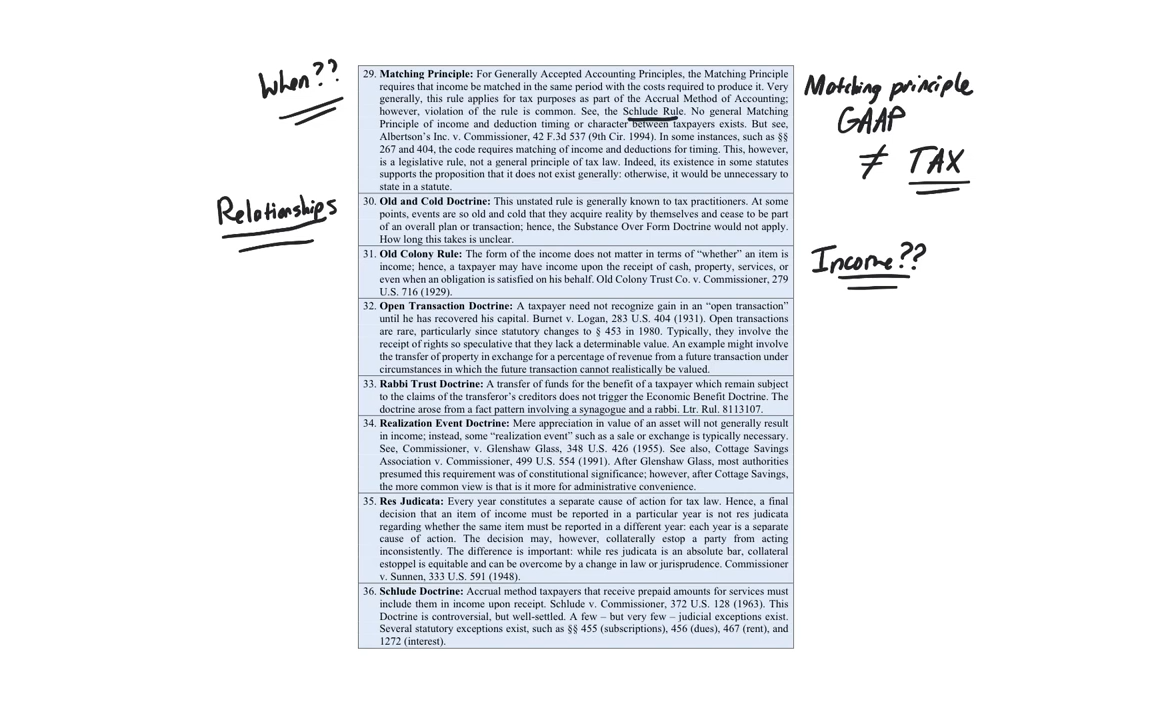 When??
29. Matching Principle: For Generally Accepted Accounting Principles, the Matching Principle
requires that income be matched in the same period with the costs required to produce it. Very
generally, this rule applies for tax purposes as part of the Accrual Method of Accounting;
however, violation of the rule is common. See, the Schlude Rule. No general Matching
Principle of income and deduction timing or character between taxpayers exists. But see,
Albertson's Inc. v. Commissioner, 42 F.3d 537 (9th Cir. 1994). In some instances, such as §§
267 and 404, the code requires matching of income and deductions for timing. This, however,
is a legislative rule, not a general principle of tax law. Indeed, its existence in some statutes
supports the proposition that it does not exist generally: otherwise, it would be unnecessary to
state in a statute.
Matching principle
GAAP
≠ TAX
Relationships
30. Old and Cold Doctrine: This unstated rule is generally known to tax practitioners. At some
points, events are so old and cold that they acquire reality by themselves and cease to be part
of an overall plan or transaction; hence, the Substance Over Form Doctrine would not apply.
How long this takes is unclear.
31. Old Colony Rule: The form of the income does not matter in terms of “whether” an item is
income; hence, a taxpayer may have income upon the receipt of cash, property, services, or
even when an obligation is satisfied on his behalf. Old Colony Trust Co. v. Commissioner, 279
U.S. 716 (1929).
Income??
32. Open Transaction Doctrine: A taxpayer need not recognize gain in an “open transaction”
until he has recovered his capital. Burnet v. Logan, 283 U.S. 404 (1931). Open transactions
are rare, particularly since statutory changes to § 453 in 1980. Typically, they involve the
receipt of rights so speculative that they lack a determinable value. An example might involve
the transfer of property in exchange for a percentage of revenue from a future transaction under
circumstances in which the future transaction cannot realistically be valued.
33. Rabbi Trust Doctrine: A transfer of funds for the benefit of a taxpayer which remain subject
to the claims of the transferor's creditors does not trigger the Economic Benefit Doctrine. The
doctrine arose from a fact pattern involving a synagogue and a rabbi. Ltr. Rul. 8113107.
34. Realization Event Doctrine: Mere appreciation in value of an asset will not generally result
in income; instead, some “realization event” such as a sale or exchange is typically necessary.
See, Commissioner, v. Glenshaw Glass, 348 U.S. 426 (1955). See also, Cottage Savings
Association v. Commissioner, 499 U.S. 554 (1991). After Glenshaw Glass, most authorities
presumed this requirement was of constitutional significance; however, after Cottage Savings,
the more common view is that is it more for administrative convenience.
35. Res Judicata: Every year constitutes a separate cause of action for tax law. Hence, a final
decision that an item of income must be reported in a particular year is not res judicata
regarding whether the same item must be reported in a different year: each year is a separate
cause of action. The decision may, however, collaterally estop a party from acting
inconsistently. The difference is important: while res judicata is an absolute bar, collateral
estoppel is equitable and can be overcome by a change in law or jurisprudence. Commissioner
v. Sunnen, 333 U.S. 591 (1948).
36. Schlude Doctrine: Accrual method taxpayers that receive prepaid amounts for services must
include them in income upon receipt. Schlude v. Commissioner, 372 U.S. 128 (1963). This
Doctrine is controversial, but well-settled. A few – but very few – judicial exceptions exist.
Several statutory exceptions exist, such as §§ 455 (subscriptions), 456 (dues), 467 (rent), and
1272 (interest).